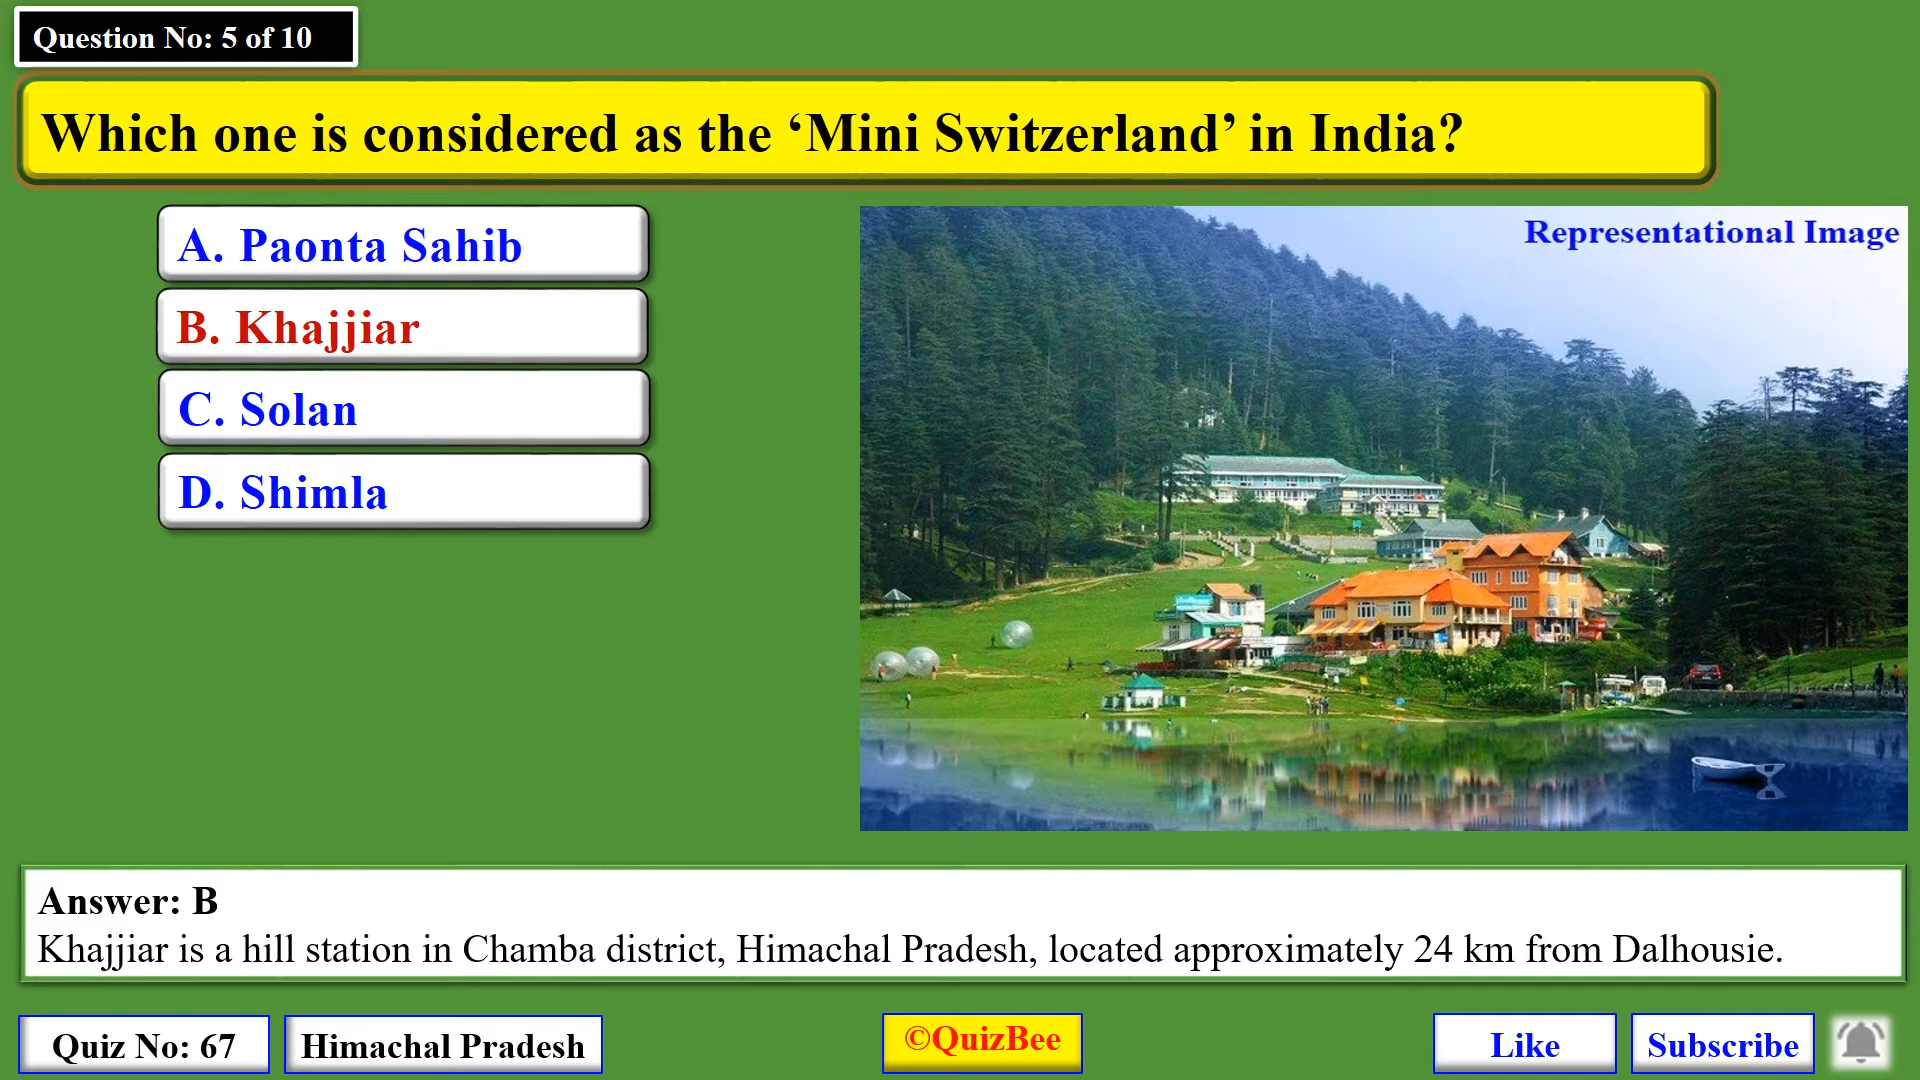 Question No: 5 of 10
Which one is considered as the ‘Mini Switzerland’ in India?
A. Paonta Sahib
B. Khajjiar
C. Solan
D. Shimla
Representational Image
Answer: B
Khajjiar is a hill station in Chamba district, Himachal Pradesh, located approximately 24 km from Dalhousie.
Quiz No: 67
Himachal Pradesh
©QuizBee
Like
Subscribe